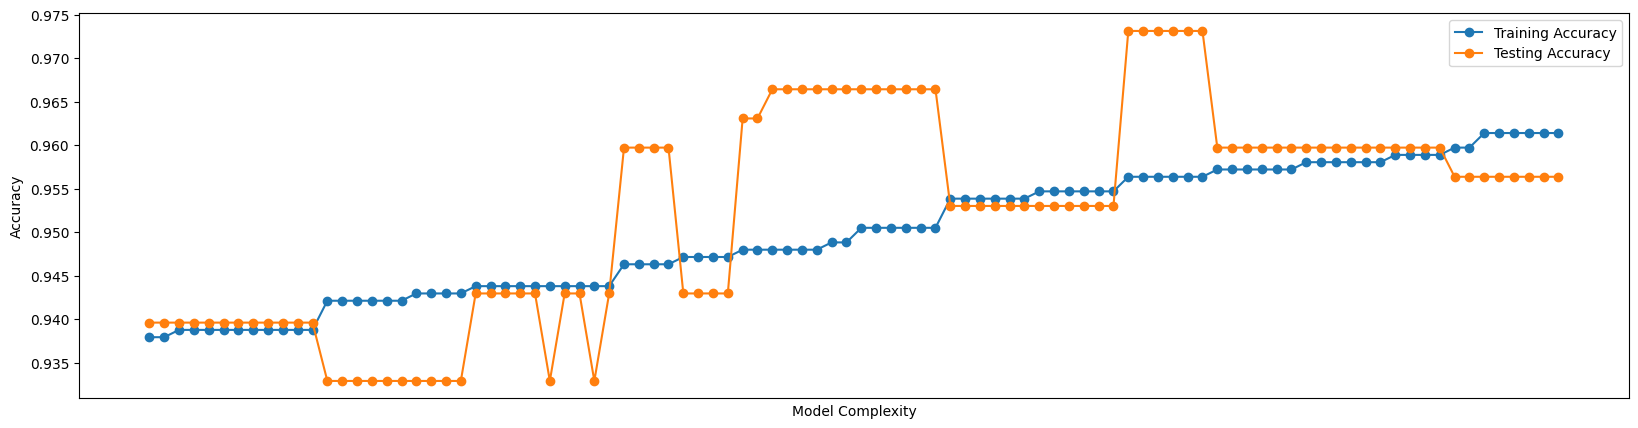 0.975
0.970
0.965
0.960
0.955
0.950
0.945
0.940
0.935
Accuracy
Model Complexity
Training Accuracy
Testing Accuracy